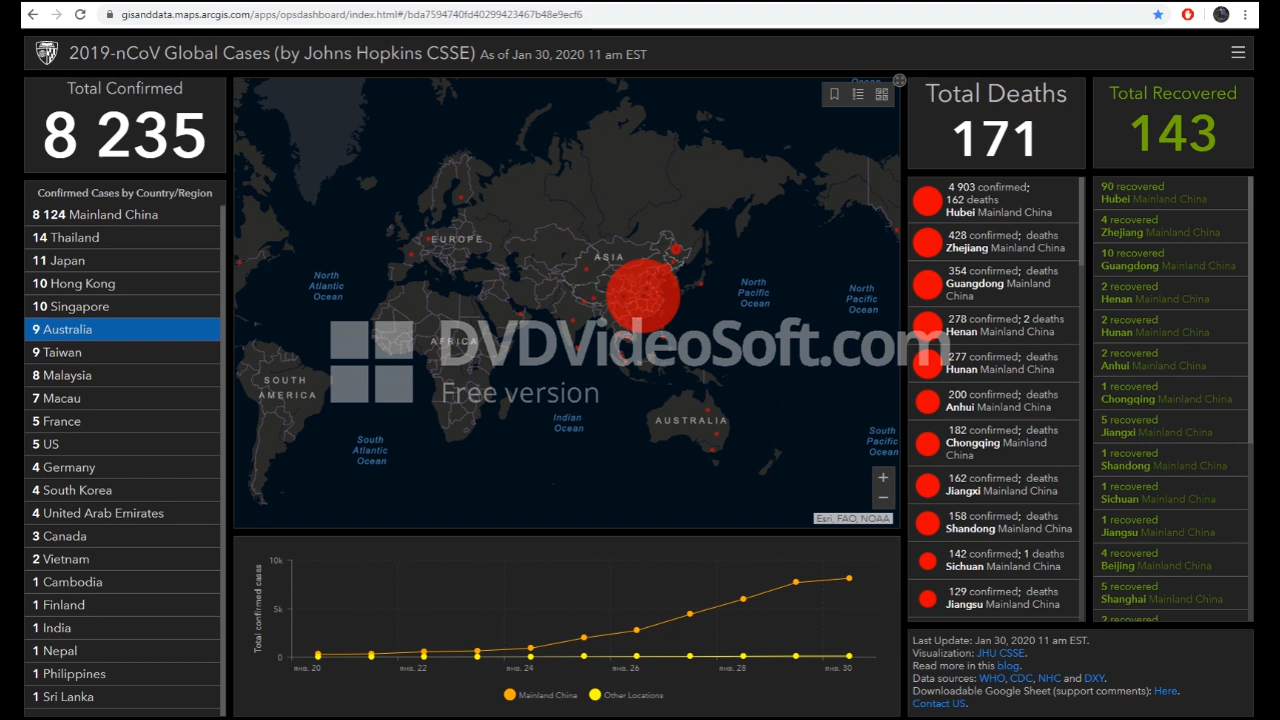 gisanddata.maps.arcgis.com/apps/opsdashboard/index.html#/bda7594740fd40299423467b48e9ecf6
2019-nCoV Global Cases (by Johns Hopkins CSSE) As of Jan 30, 2020 11 am EST
Total Confirmed
8 235
Confirmed Cases by Country/Region
8 124 Mainland China
14 Thailand
11 Japan
10 Hong Kong
10 Singapore
9 Australia
9 Taiwan
8 Malaysia
7 Macau
5 France
5 US
4 Germany
4 South Korea
4 United Arab Emirates
3 Canada
2 Vietnam
1 Cambodia
1 Finland
1 India
1 Nepal
1 Philippines
1 Sri Lanka
Ocean
EUROPE
ASIA
North
Atlantic
Ocean
North
Pacific
Ocean
North
Pacific
Ocean
AFRICA
SOUTH
AMERICA
AUSTRALIA
Indian
Ocean
South
Atlantic
Ocean
South
Pacific
Ocean
+
−
Esri, FAO, NOAA
DVDVideoSoft.com
Free version
Total confirmed cases
10k
5k
0
янв. 20
янв. 22
янв. 24
янв. 26
янв. 28
янв. 30
Mainland China
Other Locations
Total Deaths
171
4 903 confirmed;
162 deaths
Hubei Mainland China
428 confirmed; deaths
Zhejiang Mainland China
354 confirmed; deaths
Guangdong Mainland
China
278 confirmed; 2 deaths
Henan Mainland China
277 confirmed; deaths
Hunan Mainland China
200 confirmed; deaths
Anhui Mainland China
182 confirmed; deaths
Chongqing Mainland
China
162 confirmed; deaths
Jiangxi Mainland China
158 confirmed; deaths
Shandong Mainland China
142 confirmed; 1 deaths
Sichuan Mainland China
129 confirmed; deaths
Jiangsu Mainland China
Total Recovered
143
90 recovered
Hubei Mainland China
4 recovered
Zhejiang Mainland China
10 recovered
Guangdong Mainland China
2 recovered
Henan Mainland China
2 recovered
Hunan Mainland China
2 recovered
Anhui Mainland China
1 recovered
Chongqing Mainland China
5 recovered
Jiangxi Mainland China
1 recovered
Shandong Mainland China
1 recovered
Sichuan Mainland China
1 recovered
Jiangsu Mainland China
4 recovered
Beijing Mainland China
5 recovered
Shanghai Mainland China
2 recovered
Last Update: Jan 30, 2020 11 am EST.
Visualization: JHU CSSE.
Read more in this blog.
Data sources: WHO, CDC, NHC and DXY.
Downloadable Google Sheet (support comments): Here.
Contact US.